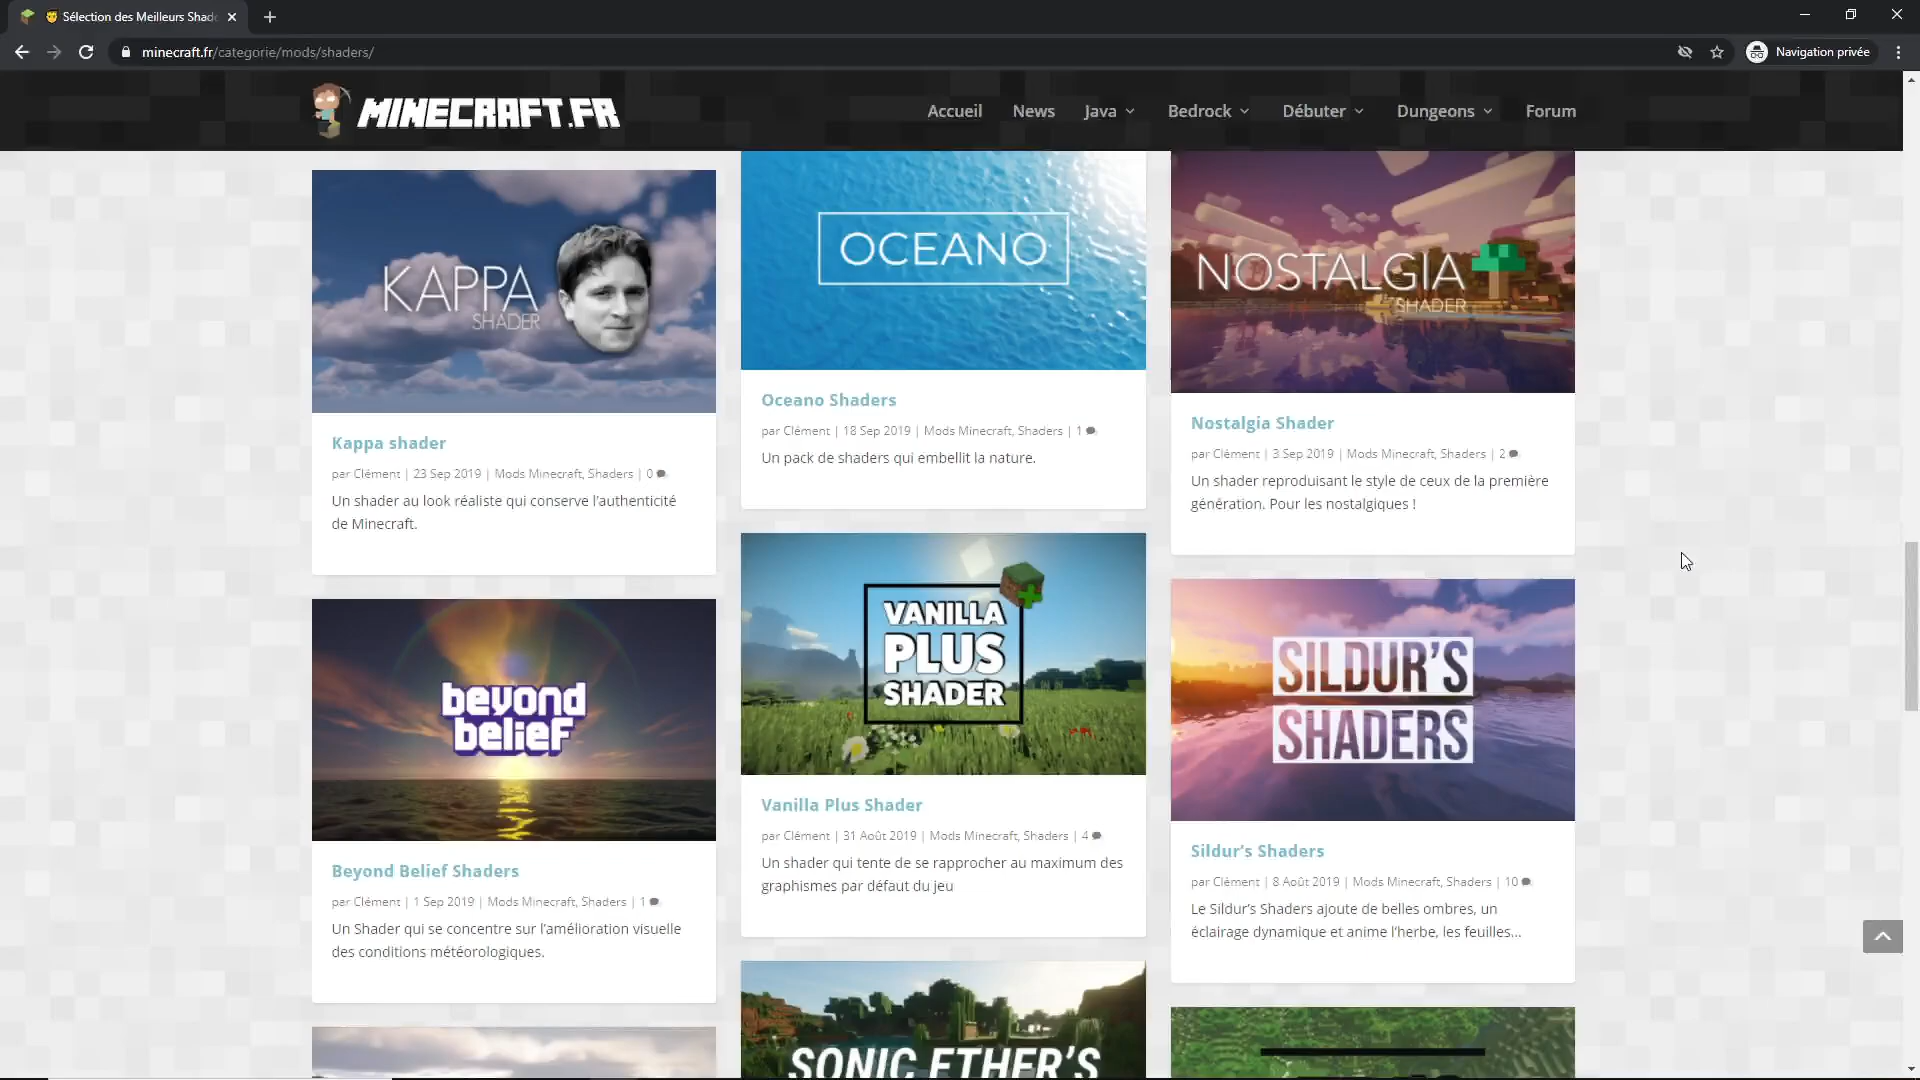 Sélection des Meilleurs Shad
minecraft.fr/categorie/mods/shaders/
Navigation privée
MINECRAFT.FR
Accueil
News
Java
Bedrock
Débuter
Dungeons
Forum
KAPPA
SHADER
Kappa shader
par Clément | 23 Sep 2019 | Mods Minecraft, Shaders | 0
Un shader au look réaliste qui conserve l'authenticité
de Minecraft.
OCEANO
Oceano Shaders
par Clément | 18 Sep 2019 | Mods Minecraft, Shaders | 1
Un pack de shaders qui embellit la nature.
NOSTALGIA
SHADER
Nostalgia Shader
par Clément | 3 Sep 2019 | Mods Minecraft, Shaders | 2
Un shader reproduisant le style de ceux de la première
génération. Pour les nostalgiques !
beyond
belief
Beyond Belief Shaders
par Clément | 1 Sep 2019 | Mods Minecraft, Shaders | 1
Un Shader qui se concentre sur l'amélioration visuelle
des conditions météorologiques.
VANILLA
PLUS
SHADER
Vanilla Plus Shader
par Clément | 31 Août 2019 | Mods Minecraft, Shaders | 4
Un shader qui tente de se rapprocher au maximum des
graphismes par défaut du jeu
SILDUR'S
SHADERS
Sildur's Shaders
par Clément | 8 Août 2019 | Mods Minecraft, Shaders | 10
Le Sildur's Shaders ajoute de belles ombres, un
éclairage dynamique et anime l'herbe, les feuilles...
SONIC ETHER'S